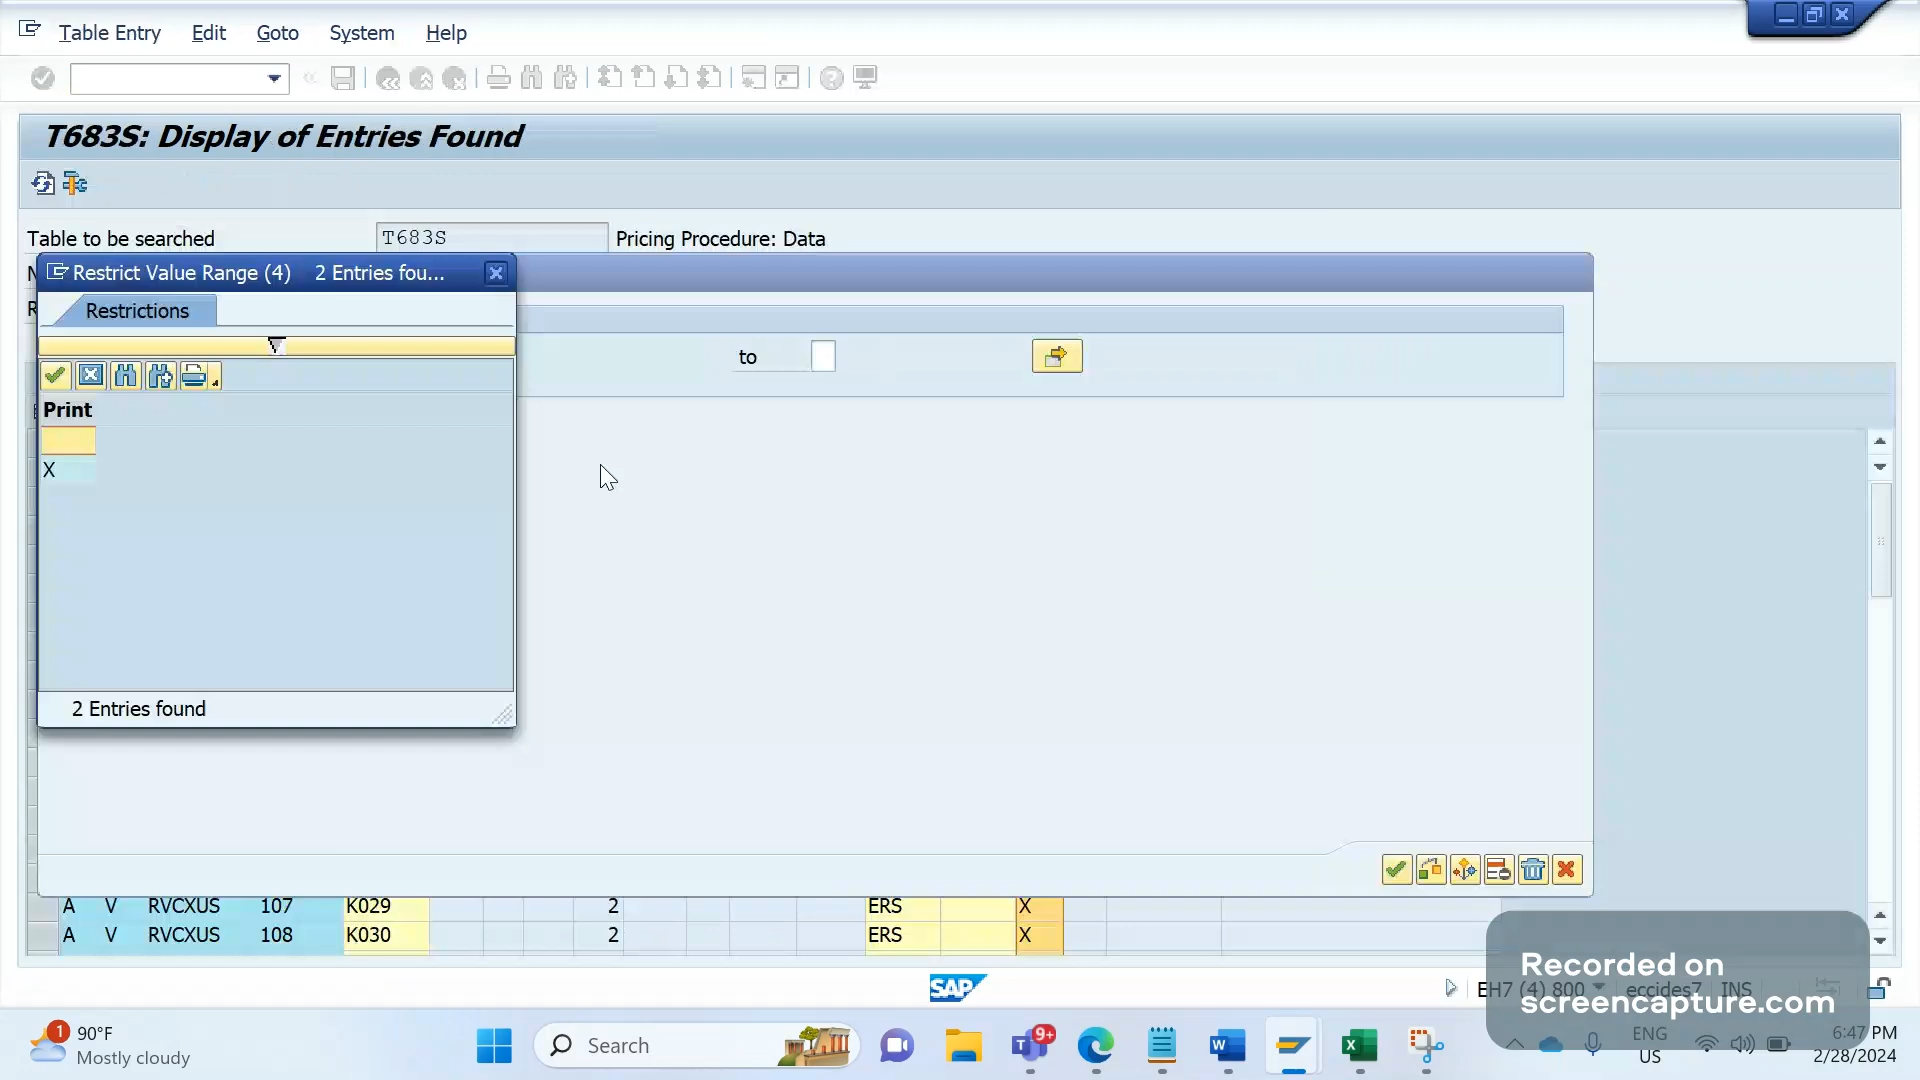 Table Entry Edit Goto System Help
T683S: Display of Entries Found
Table to be searched T683S Pricing Procedure: Data
Restrict Value Range (4) 2 Entries fou...
Restrictions
to
Print
X
2 Entries found
A V RVCXUS 107 K029 2 ERS X
A V RVCXUS 108 K030 2 ERS X
SAP
EH7 (4) 800 eccides7 INS
Recorded on
screencapture.com
1
90°F
Mostly cloudy
Search
9+
ENG
US
6:47 PM
2/28/2024